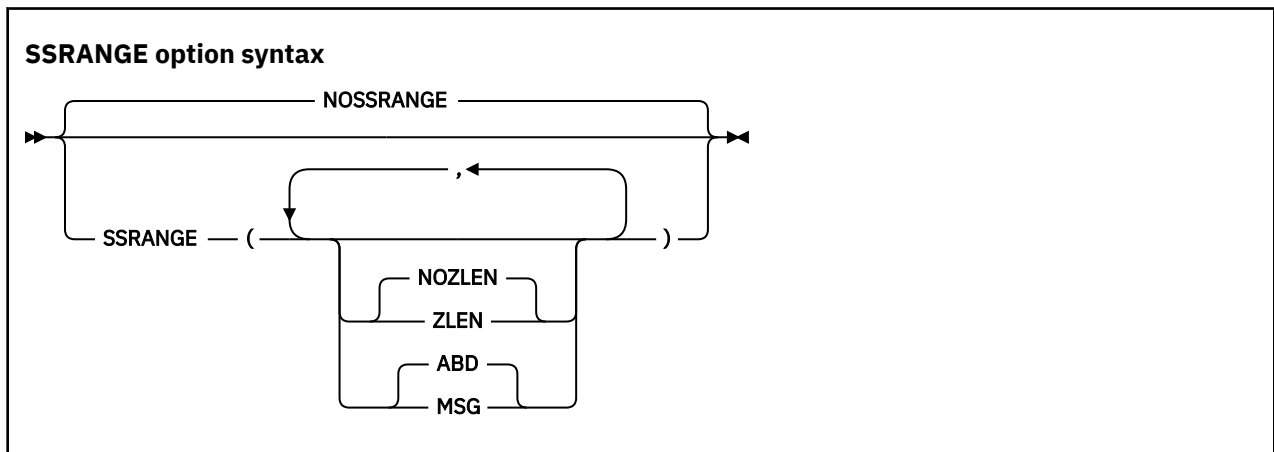 SSRANGE option syntax
NOSSRANGE
,
SSRANGE ( )
NOZLEN
ZLEN
ABD
MSG